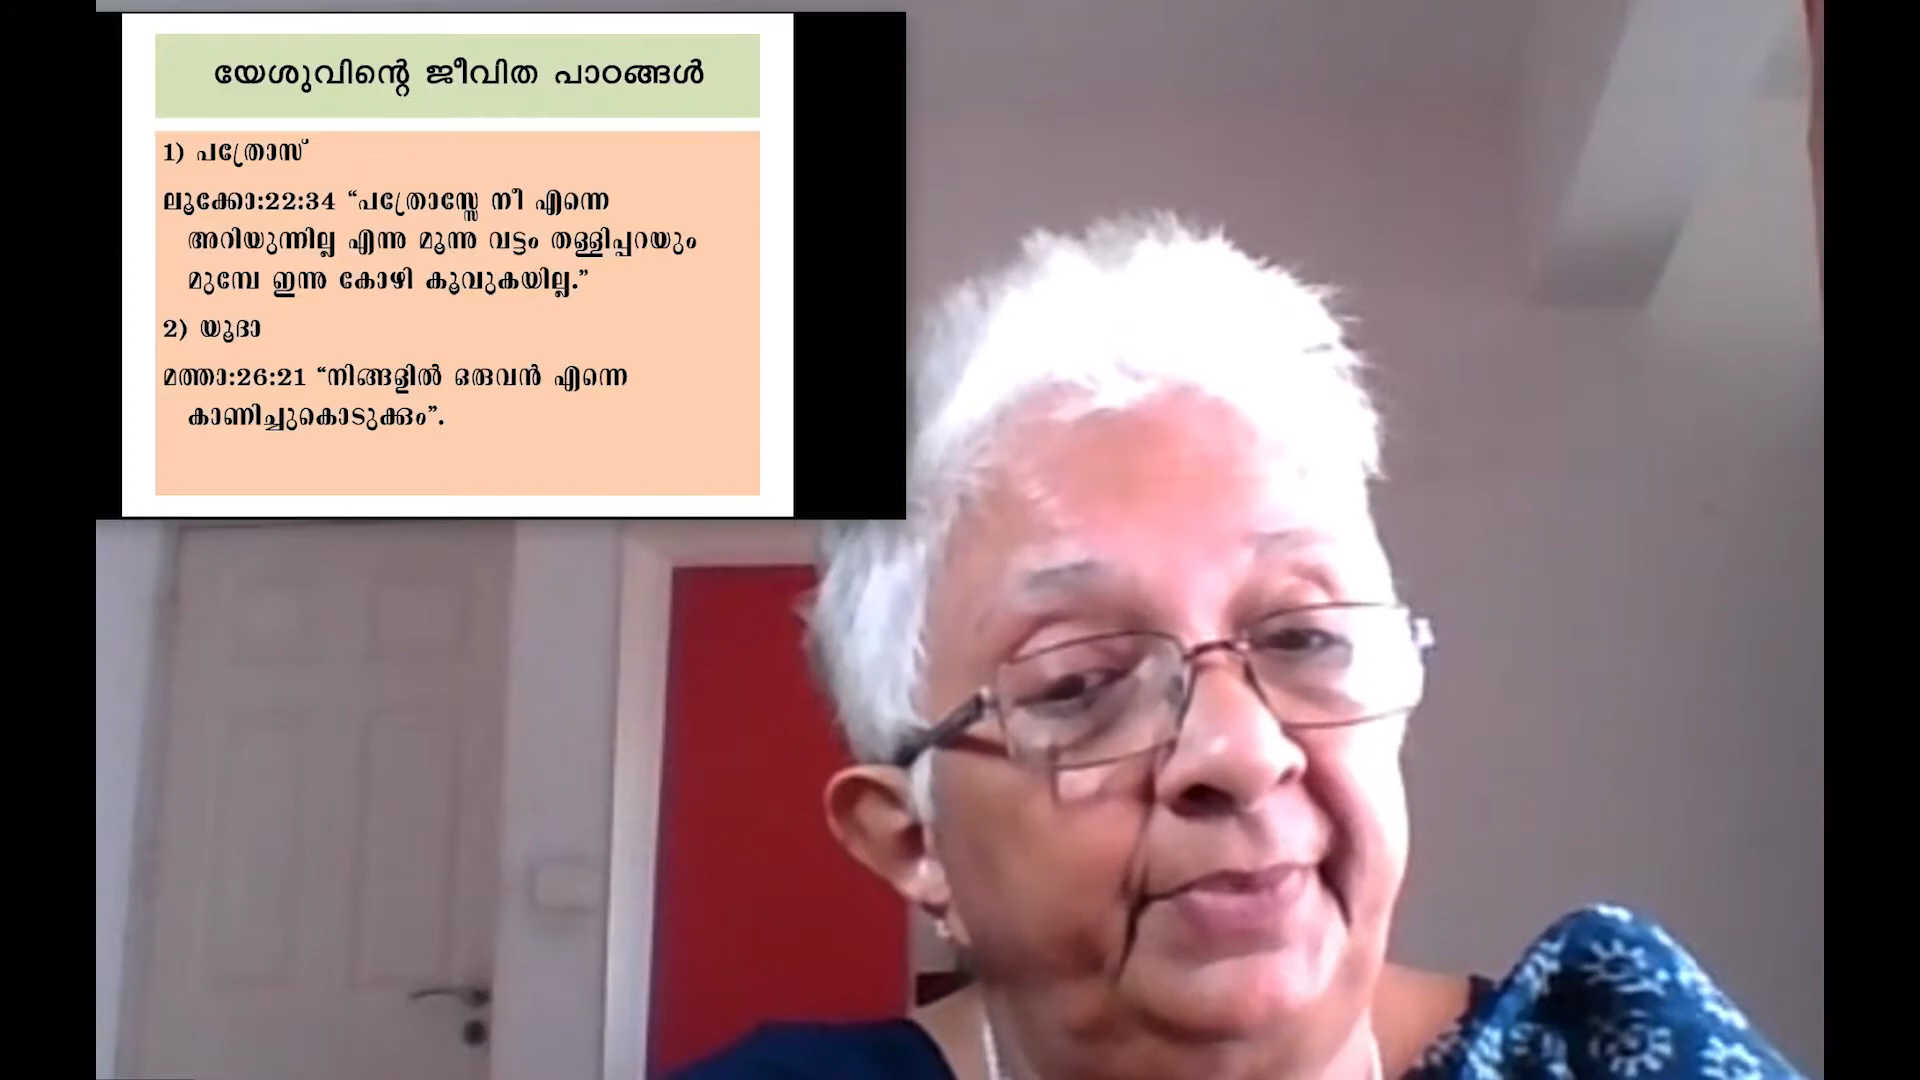 യേശുവിന്റെ ജീവിത പാഠങ്ങൾ
1) പത്രോസ്
ലൂക്കോ:22:34 “പത്രോസ്സേ നീ എന്നെ
അറിയുന്നില്ല എന്നു മൂന്നു വട്ടം തള്ളിപ്പറയും
മുമ്പേ ഇന്നു കോഴി കൂവുകയില്ല.”
2) യൂദാ
മത്താ:26:21 “നിങ്ങളിൽ ഒരുവൻ എന്നെ
കാണിച്ചുകൊടുക്കും”.